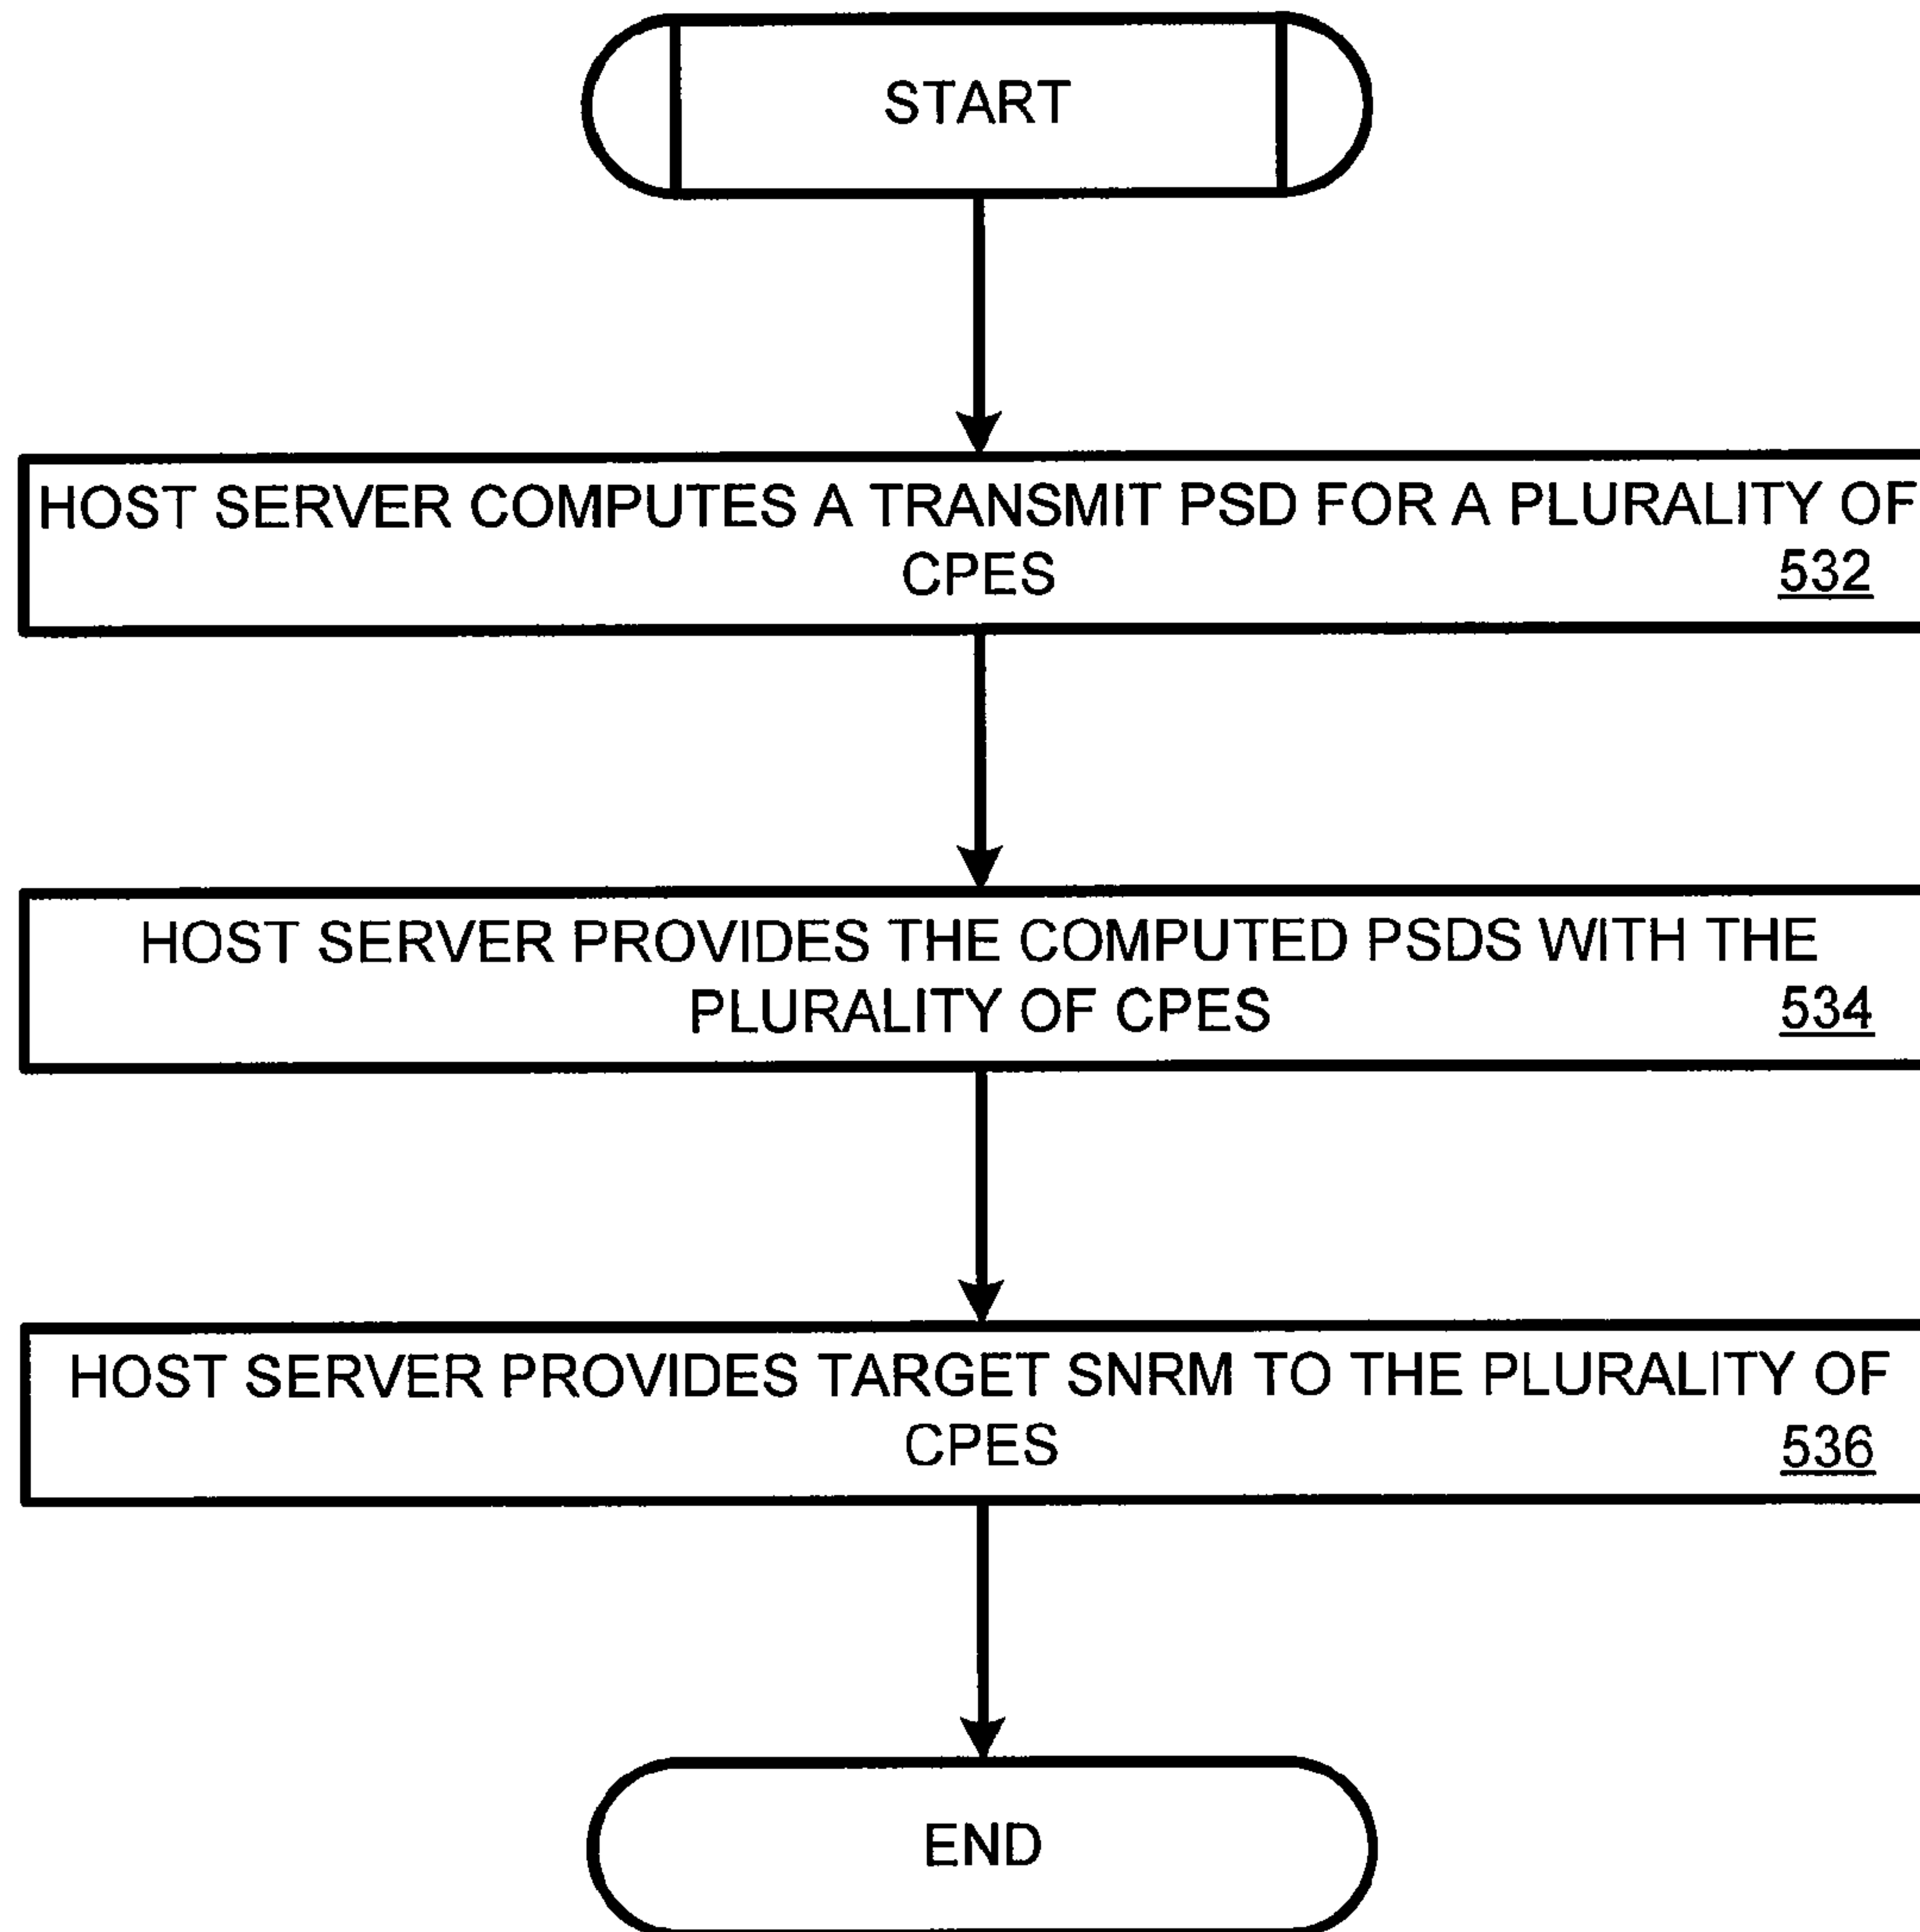 START
HOST SERVER COMPUTES A TRANSMIT PSD FOR A PLURALITY OF
CPES
532
HOST SERVER PROVIDES THE COMPUTED PSDS WITH THE
PLURALITY OF CPES
534
HOST SERVER PROVIDES TARGET SNRM TO THE PLURALITY OF
CPES
536
END